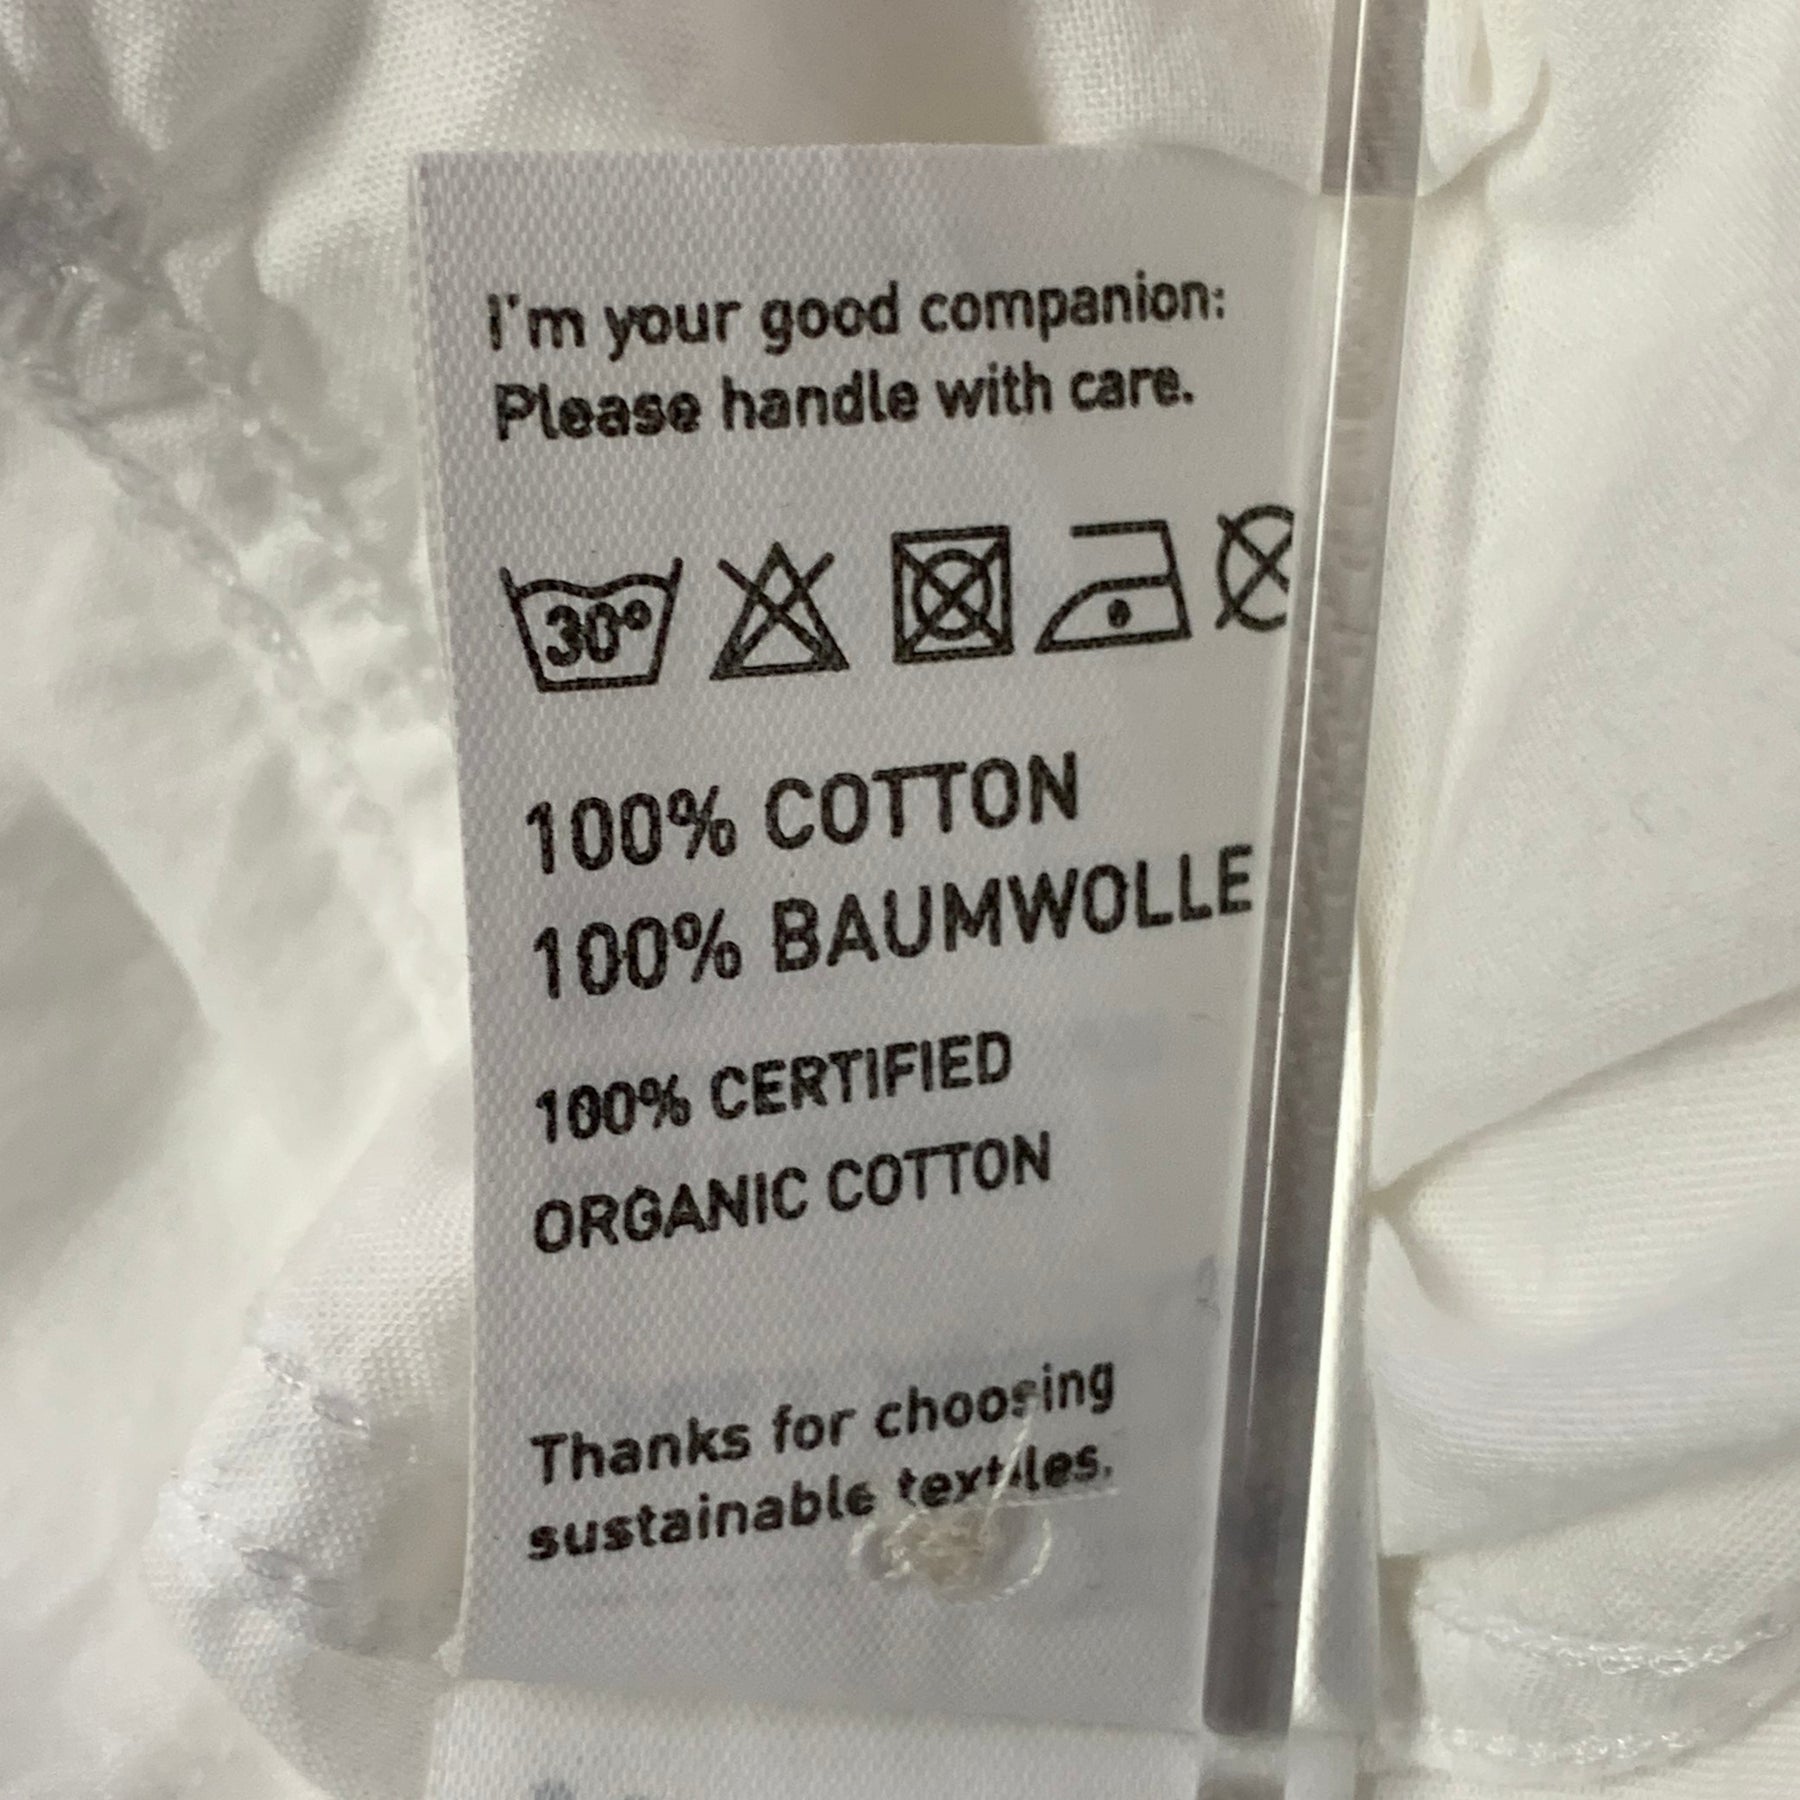 I'm your good companion:
Please handle with care.
30°
100% COTTON
100% BAUMWOLLE
100% CERTIFIED
ORGANIC COTTON
Thanks for choosing
sustainable textiles.